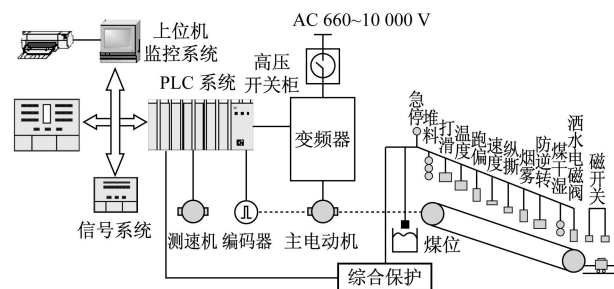 AC 660~10 000 V
上位机
监控系统
高压
开关柜
PLC 系统
变频器
信号系统
测速机
编码器
主电动机
煤位
综合保护
急停
堆料
打滑
温度
跑偏
速度
纵撕
烟雾
防逆转
煤干湿
洒水电磁阀
磁开关